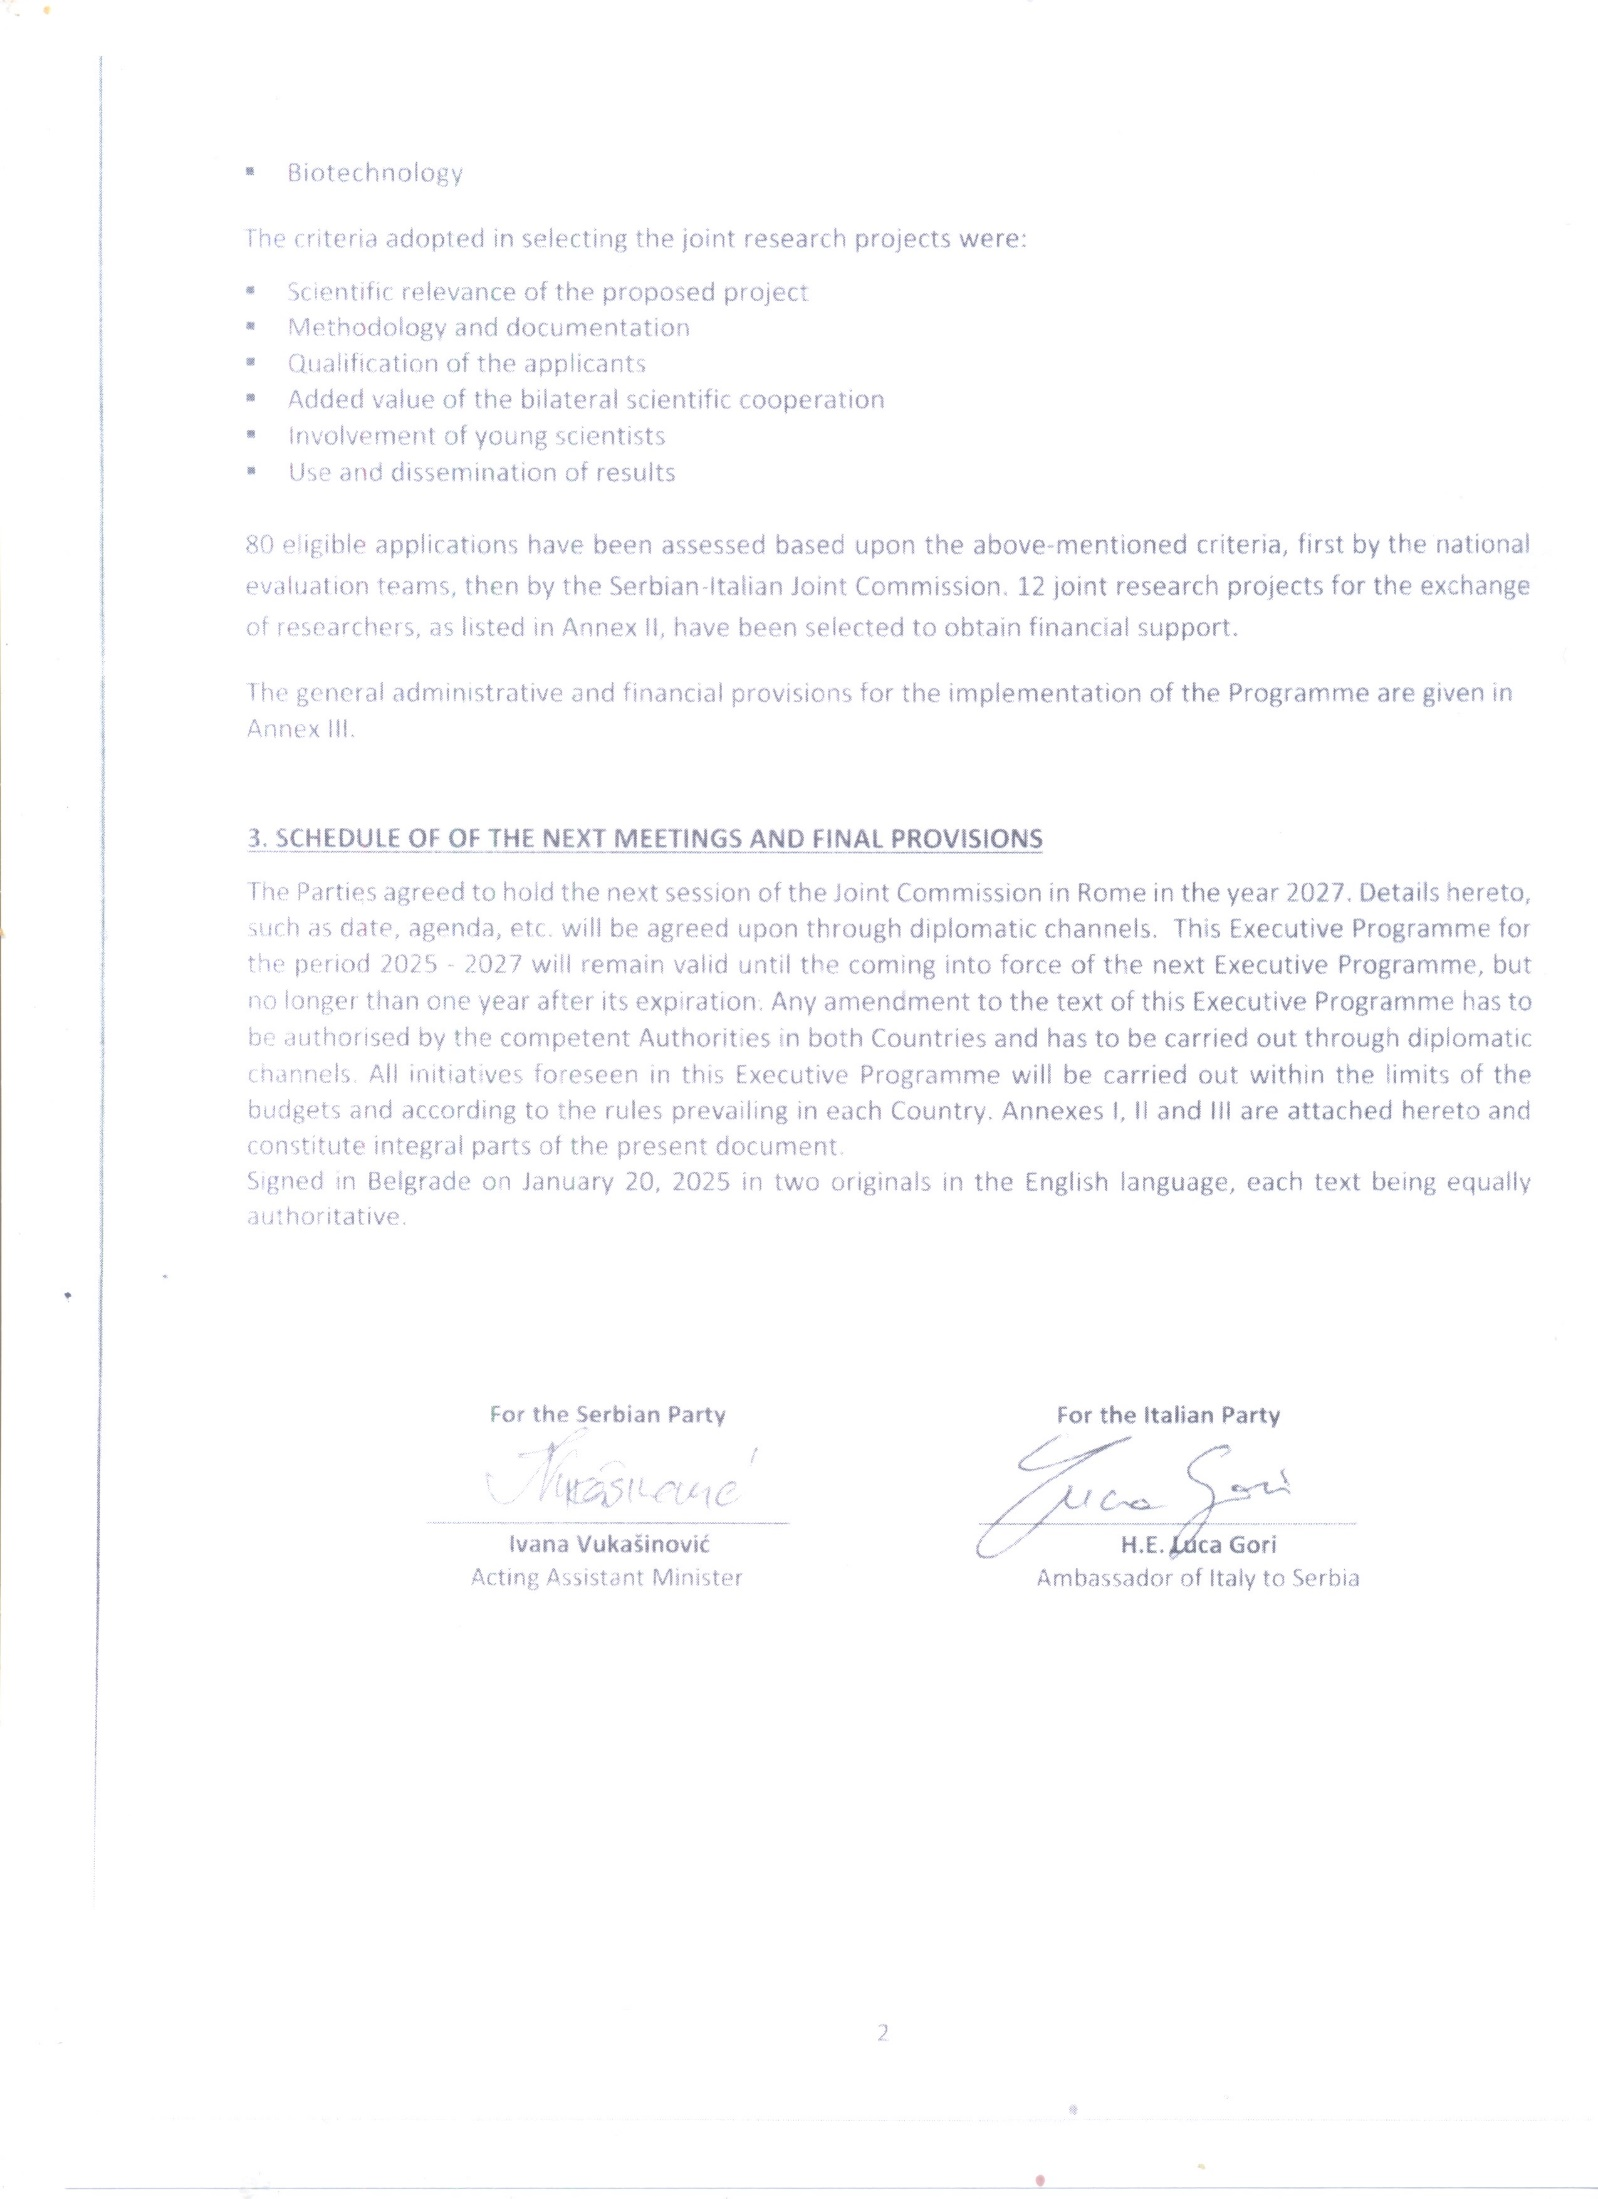 ▪ Biotechnology
The criteria adopted in selecting the joint research projects were:
▪ Scientific relevance of the proposed project
▪ Methodology and documentation
▪ Qualification of the applicants
▪ Added value of the bilateral scientific cooperation
▪ Involvement of young scientists
▪ Use and dissemination of results
80 eligible applications have been assessed based upon the above-mentioned criteria, first by the national
evaluation teams, then by the Serbian-Italian Joint Commission. 12 joint research projects for the exchange
of researchers, as listed in Annex II, have been selected to obtain financial support.
The general administrative and financial provisions for the implementation of the Programme are given in
Annex III.
3. SCHEDULE OF OF THE NEXT MEETINGS AND FINAL PROVISIONS
The Parties agreed to hold the next session of the Joint Commission in Rome in the year 2027. Details hereto,
such as date, agenda, etc. will be agreed upon through diplomatic channels. This Executive Programme for
the period 2025 - 2027 will remain valid until the coming into force of the next Executive Programme, but
no longer than one year after its expiration. Any amendment to the text of this Executive Programme has to
be authorised by the competent Authorities in both Countries and has to be carried out through diplomatic
channels. All initiatives foreseen in this Executive Programme will be carried out within the limits of the
budgets and according to the rules prevailing in each Country. Annexes I, II and III are attached hereto and
constitute integral parts of the present document.
Signed in Belgrade on January 20, 2025 in two originals in the English language, each text being equally
authoritative.
For the Serbian Party
For the Italian Party
Luca Gori
Ivana Vukašinović
H.E. Luca Gori
Acting Assistant Minister
Ambassador of Italy to Serbia
2